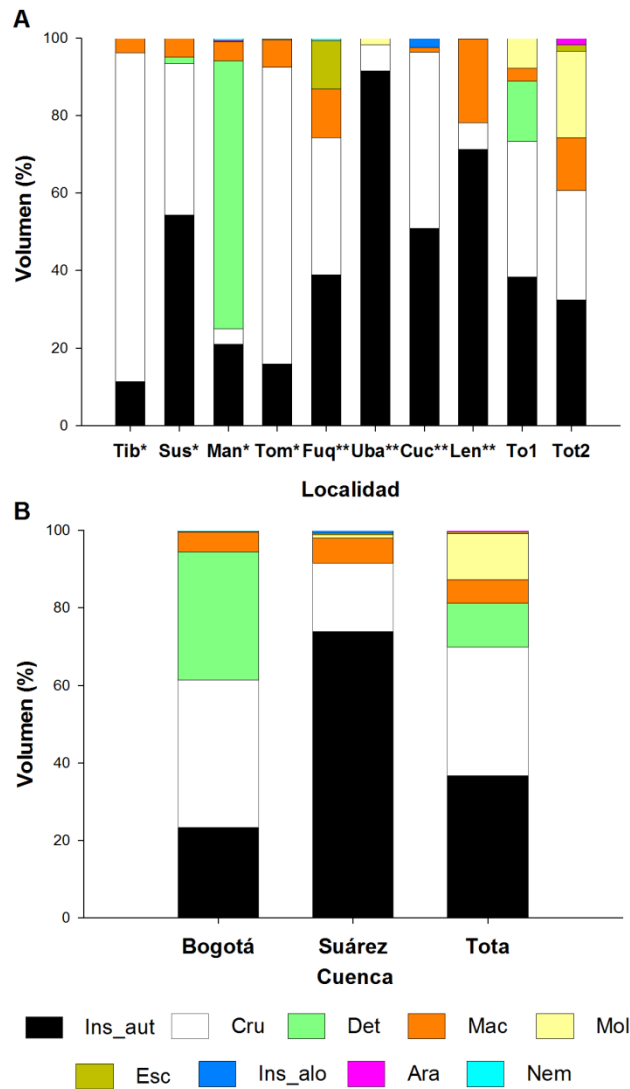 A
Volumen (%)
100
80
60
40
20
0
Tib* Sus* Man* Tom* Fuq** Uba** Cuc** Len** To1 Tot2
Localidad
B
Volumen (%)
100
80
60
40
20
0
Bogotá Suárez Tota
Cuenca
Ins_aut Cru Det Mac Mol
Esc Ins_alo Ara Nem